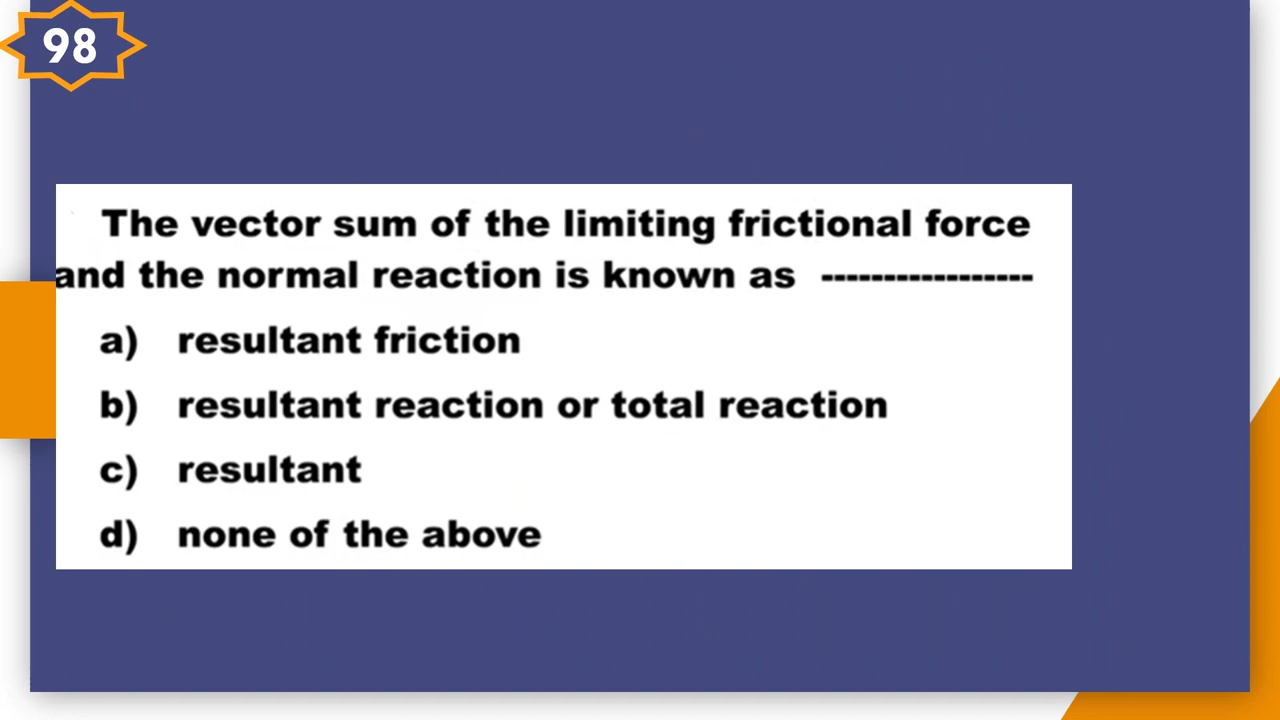 98
The vector sum of the limiting frictional force
and the normal reaction is known as -----------------
a) resultant friction
b) resultant reaction or total reaction
c) resultant
d) none of the above